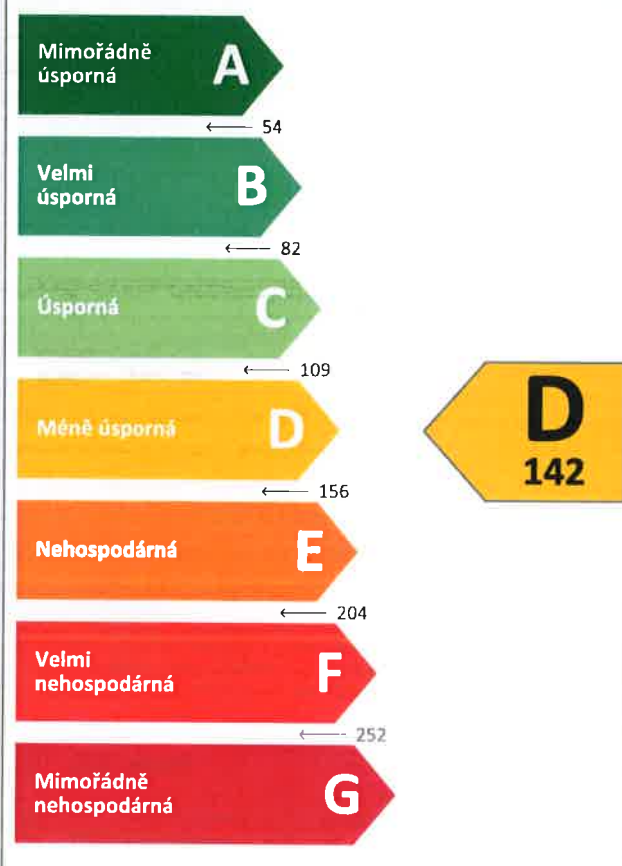 Mimořádně
úsporná
A
← 54
Velmi
úsporná
B
← 82
Úsporná
C
← 109
Méně úsporná
D
← 156
D
142
Nehospodárná
E
← 204
Velmi
nehospodárná
F
← 252
Mimořádně
nehospodárná
G